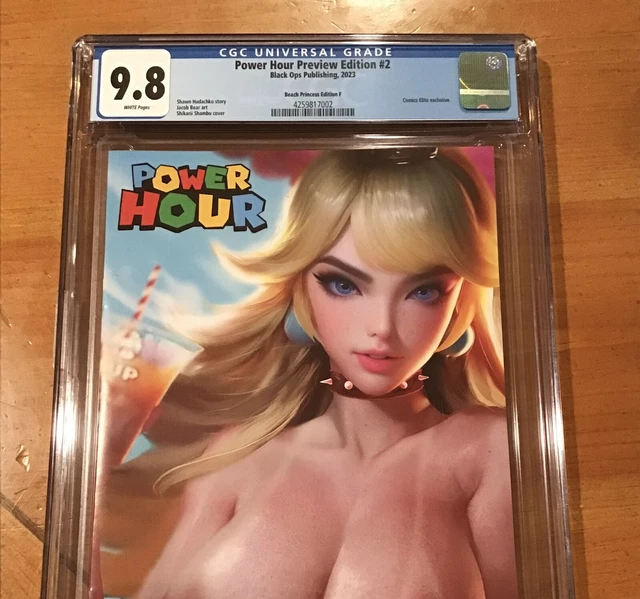 CGC UNIVERSAL GRADE
9.8
WHITE Pages
Power Hour Preview Edition #2
Black Ops Publishing, 2023
Beach Princess Edition F
Shawn Hudachko story
Jacob Bear art
Shikarii Shambu cover
4259817002
Comics Elite exclusive.
POWER
HOUR
UP